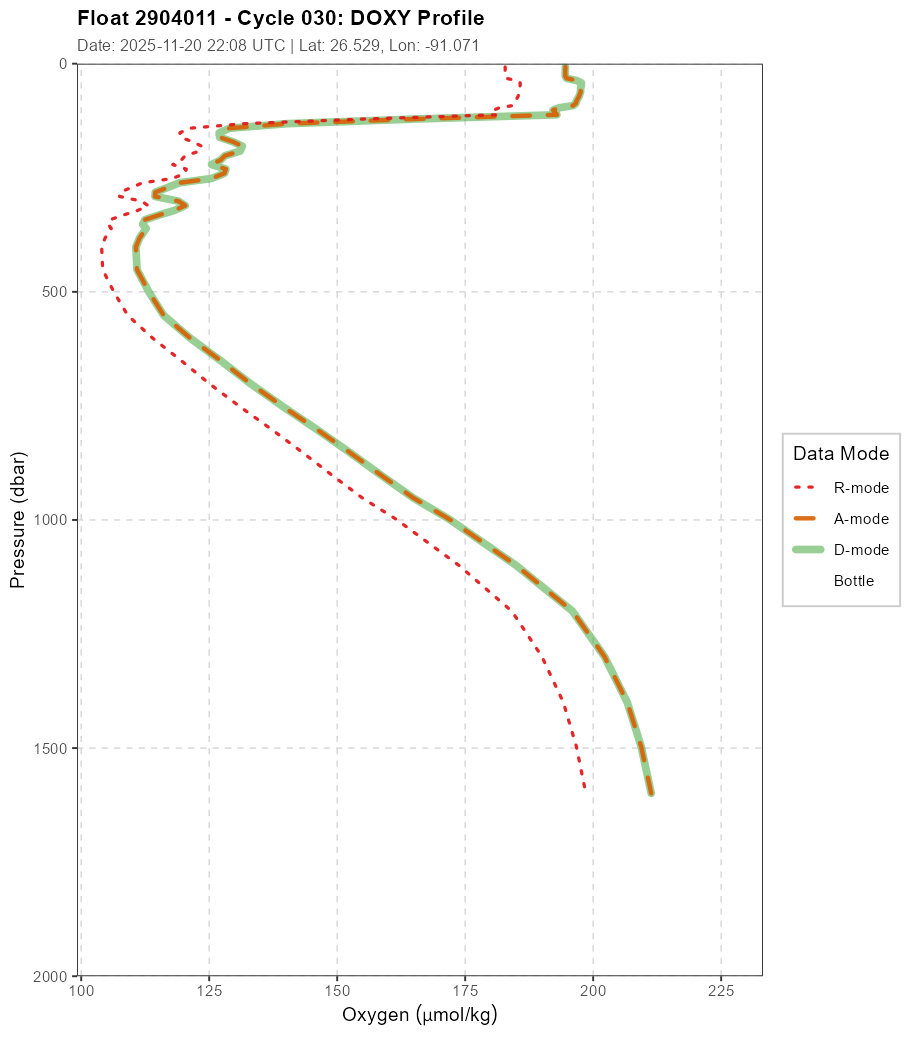 Float 2904011 - Cycle 030: DOXY Profile
Date: 2025-11-20 22:08 UTC | Lat: 26.529, Lon: -91.071
0
500
1000
1500
2000
Pressure (dbar)
100 125 150 175 200 225
Oxygen (μmol/kg)
Data Mode
R-mode
A-mode
D-mode
Bottle